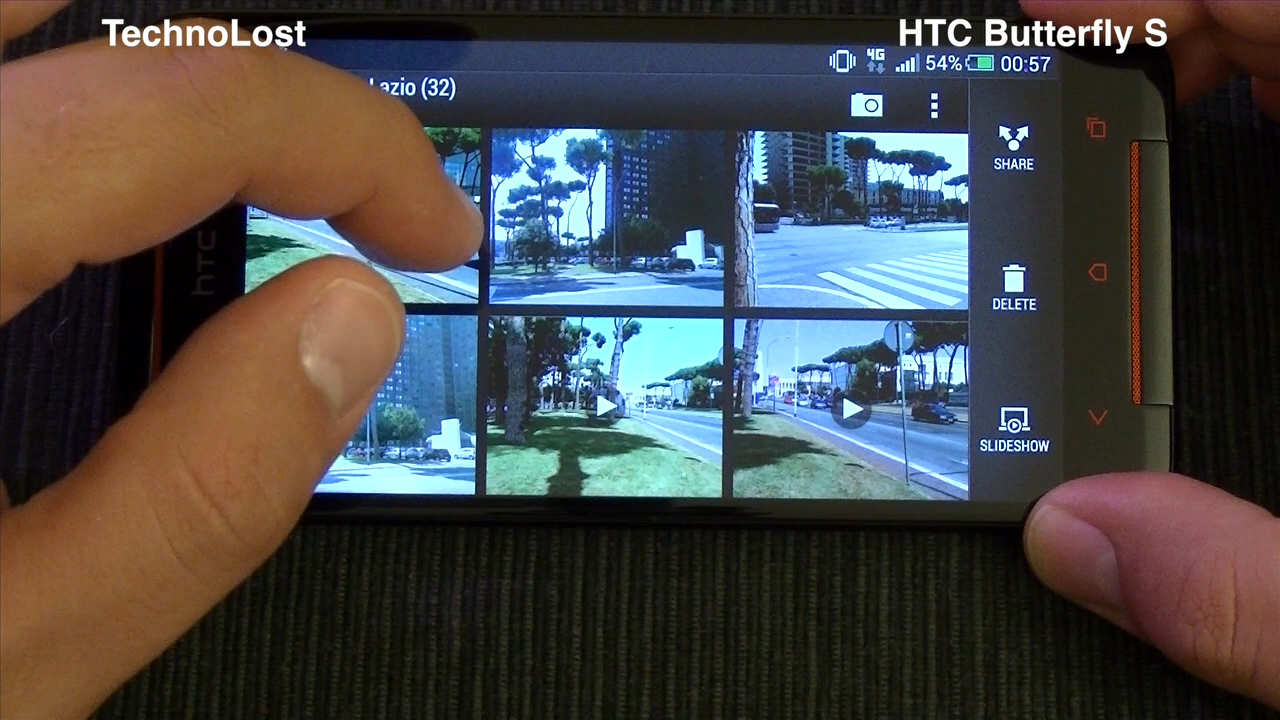 TechnoLost
HTC Butterfly S
4G 54% 00:57
Lazio (32)
SHARE
DELETE
SLIDESHOW
hTC